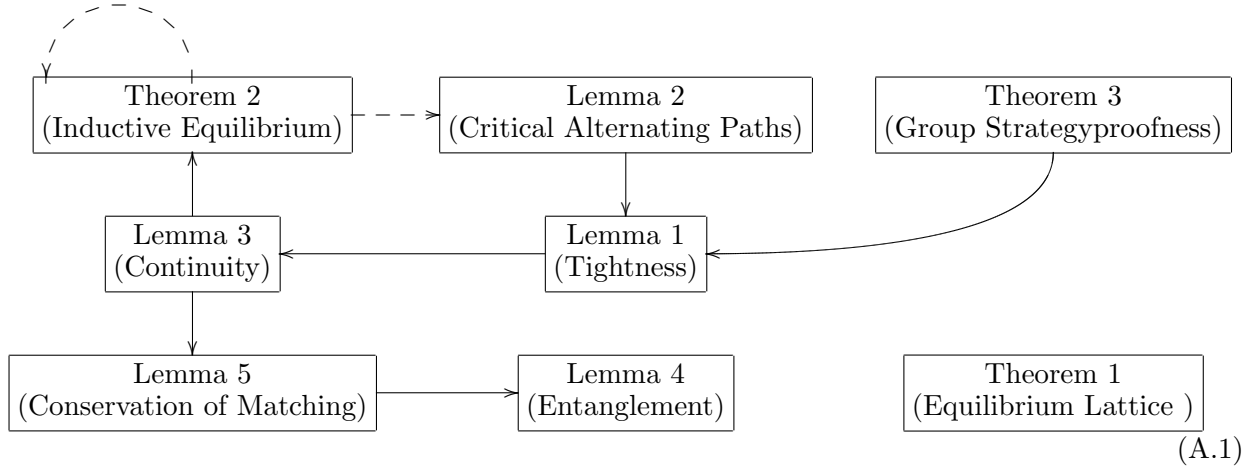 Theorem 2
(Inductive Equilibrium)
Lemma 2
(Critical Alternating Paths)
Theorem 3
(Group Strategyproofness)
Lemma 3
(Continuity)
Lemma 1
(Tightness)
Lemma 5
(Conservation of Matching)
Lemma 4
(Entanglement)
Theorem 1
(Equilibrium Lattice )
(A.1)